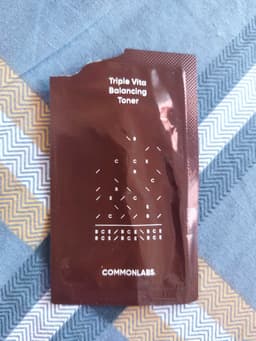 Triple Vita
Balancing
Toner
B
C C E
B
C
B
E C
C B
BCE/BCE\BCE
BCE/BCE\BCE
COMMONLABS